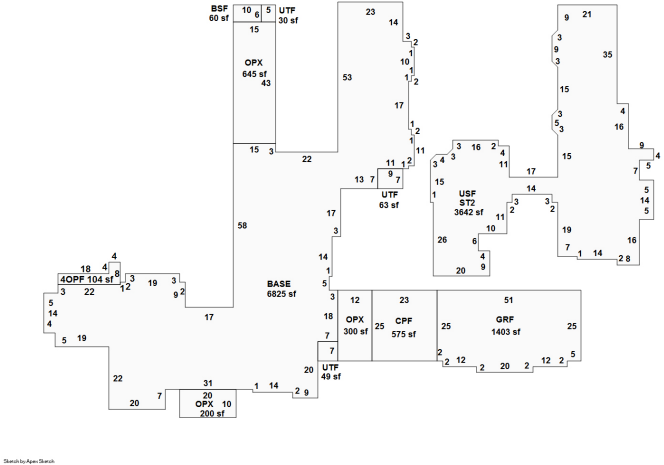 BSF 10 5 UTF
60 sf 6 30 sf
15
OPX
645 sf
43
15 3
22
23
14
3
2
1
10
1
1
2
53
17
1
2
1
11
11 1 2
9
13 7 7
UTF
63 sf
17
58
14
1
5
BASE
6825 sf
3
18
7
7
UTF
49 sf
20
4
18 4
8
4OPF 104 sf
3 22 1 2
2 19 3
9 2
17
5
14
4
5 19
22
20
7
31
20
OPX 10
200 sf
1 14 2
9
12
OPX
300 sf
23
25 CPF
575 sf
51
25 GRF 25
1403 sf
2
2 12 20 2 12 5
21
9
3
9
3
35
15
3
5
3
4
16
15
9
4
5
7
5
14
5
16
3 16 2
3 4 4
11
15
1
17
USF
ST2
3642 sf
14
3 3
2 2
11
10
6
26
4
9
20
19
7
1 14 2 8
Sketch by Apex Sketch